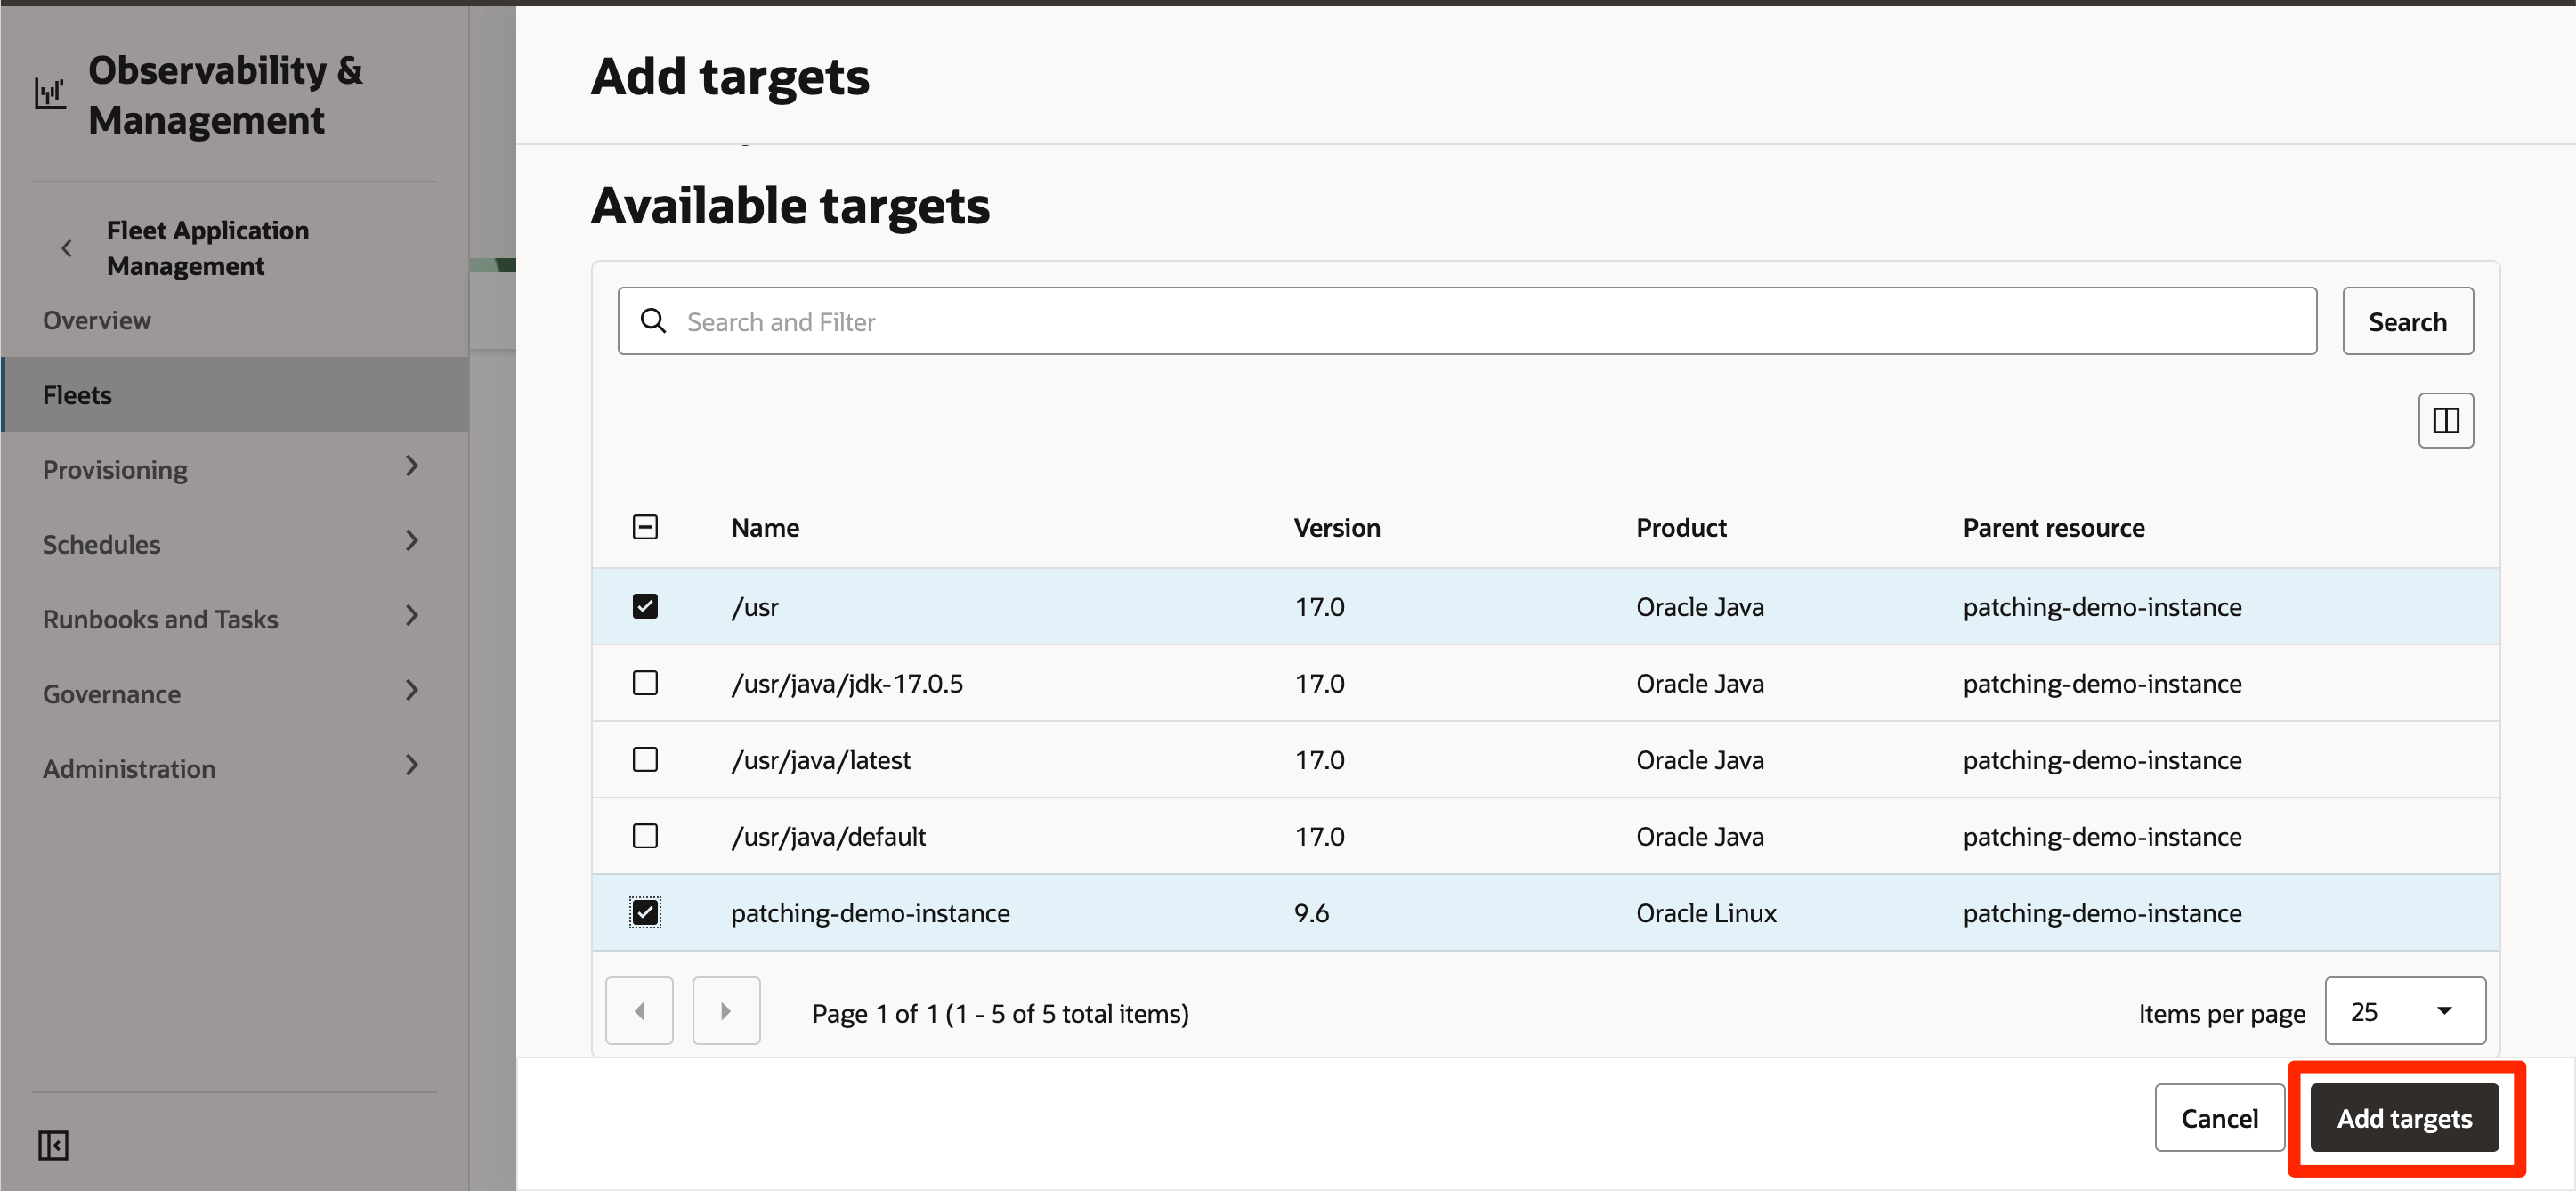 Observability &
Management
Fleet Application
Management
Overview
Fleets
Provisioning
Schedules
Runbooks and Tasks
Governance
Administration
Add targets
Available targets
Search and Filter
Search
Name Version Product Parent resource
/usr 17.0 Oracle Java patching-demo-instance
/usr/java/jdk-17.0.5 17.0 Oracle Java patching-demo-instance
/usr/java/latest 17.0 Oracle Java patching-demo-instance
/usr/java/default 17.0 Oracle Java patching-demo-instance
patching-demo-instance 9.6 Oracle Linux patching-demo-instance
Page 1 of 1 (1 - 5 of 5 total items) Items per page 25
Cancel Add targets